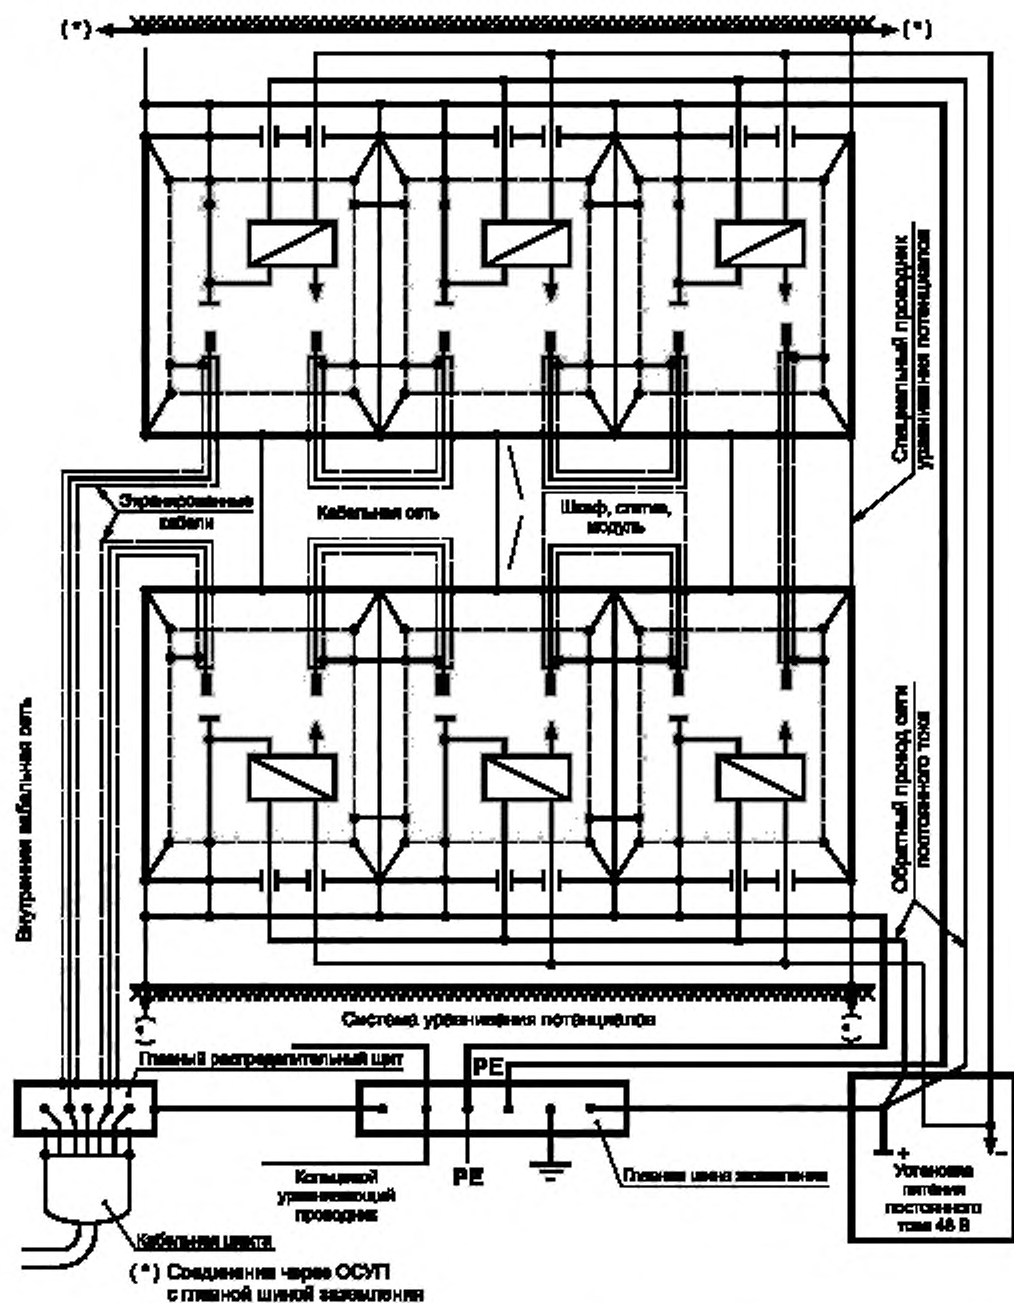 (*)
(*)
Специальный проводник
уравнивания потенциалов
Экранированные
кабели
Кабельная сеть
Шкаф, статив,
модуль
Внутренняя кабельная сеть
Обратный провод сети
постоянного тока
(*)
(*)
Система уравнивания потенциалов
Главный распределительный щит
PE
PE
Кольцевой
уравнивающий
проводник
Главная шина заземления
+
−
Установка
питания
постоянного
тока 48 В
Кабельная шахта
(*) Соединение через ОСУП
с главной шиной заземления